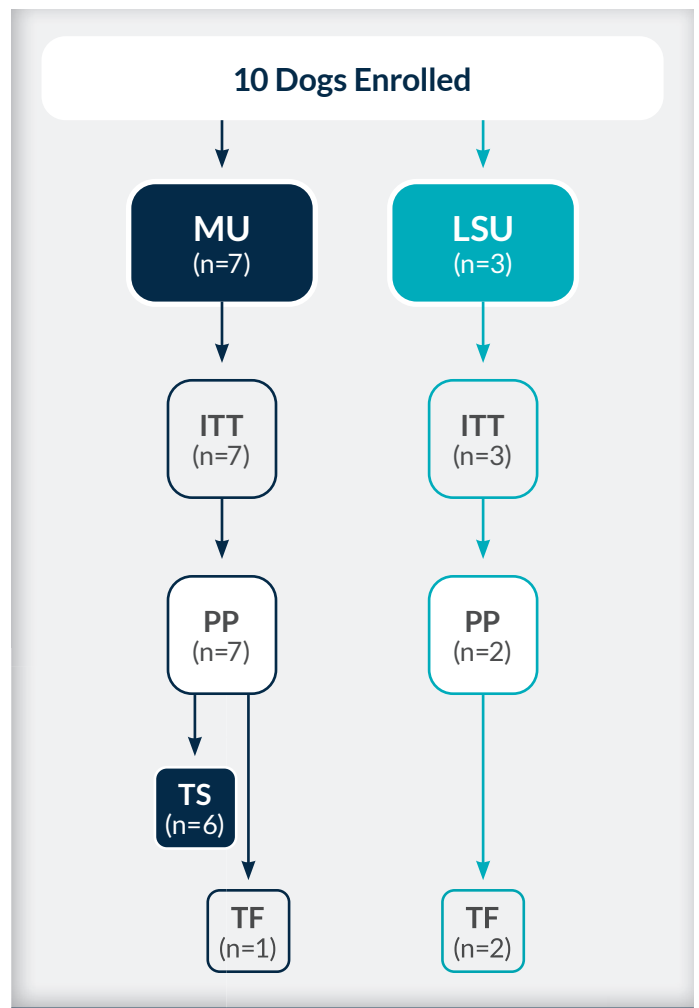 10 Dogs Enrolled
MU
(n=7)
LSU
(n=3)
ITT
(n=7)
ITT
(n=3)
PP
(n=7)
PP
(n=2)
TS
(n=6)
TF
(n=1)
TF
(n=2)